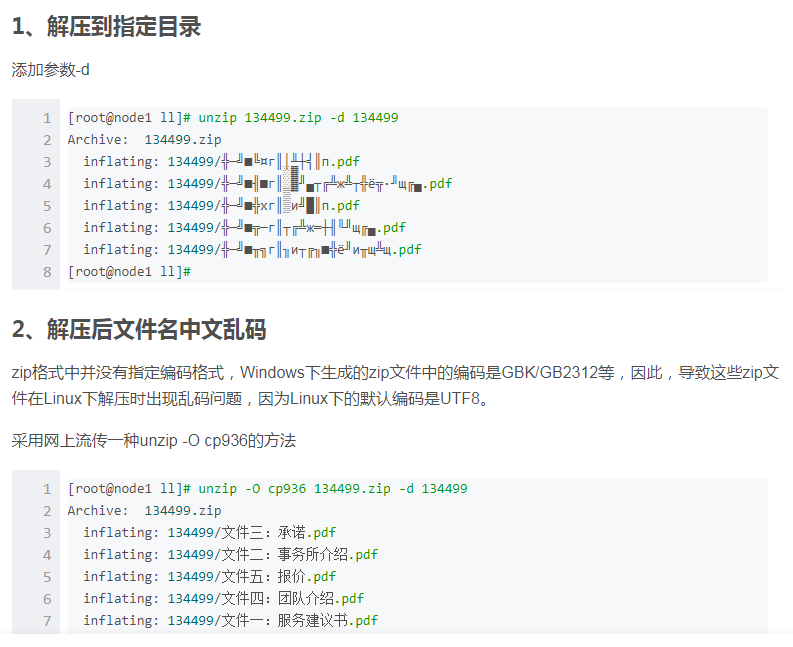 1、解压到指定目录
添加参数-d
1 [root@node1 ll]# unzip 134499.zip -d 134499
2 Archive:  134499.zip
3 inflating: 134499/╬─╝■╚¤г║│╨┼╡║п.pdf
4 inflating: 134499/
5 inflating: 134499/
6 inflating: 134499/
7 inflating: 134499/
8 [root@node1 ll]#
2、解压后文件名中文乱码
zip格式中并没有指定编码格式，Windows下生成的zip文件中的编码是GBK/GB2312等，因此，导致这些zip文
件在Linux下解压时出现乱码问题，因为Linux下的默认编码是UTF8。
采用网上流传一种unzip -O cp936的方法
1 [root@node1 ll]# unzip -O cp936 134499.zip -d 134499
2 Archive:  134499.zip
3 inflating: 134499/文件三：承诺.pdf
4 inflating: 134499/文件二：事务所介绍.pdf
5 inflating: 134499/文件五：报价.pdf
6 inflating: 134499/文件四：团队介绍.pdf
7 inflating: 134499/文件一：服务建议书.pdf